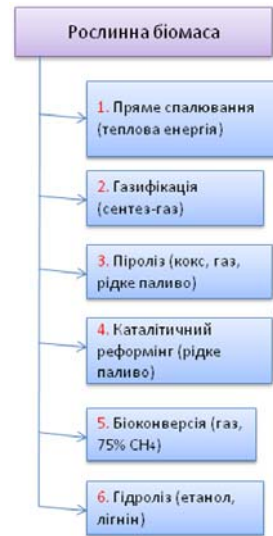 Рослинна біомаса
1. Пряме спалювання
(теплова енергія)
2. Газифікація
(сентез-газ)
3. Піроліз (кокс, газ,
рідке паливо)
4. Каталітичний
реформінг (рідке
паливо)
5. Біоконверсія (газ,
75% CH₄)
6. Гідроліз (етанол,
лігнін)